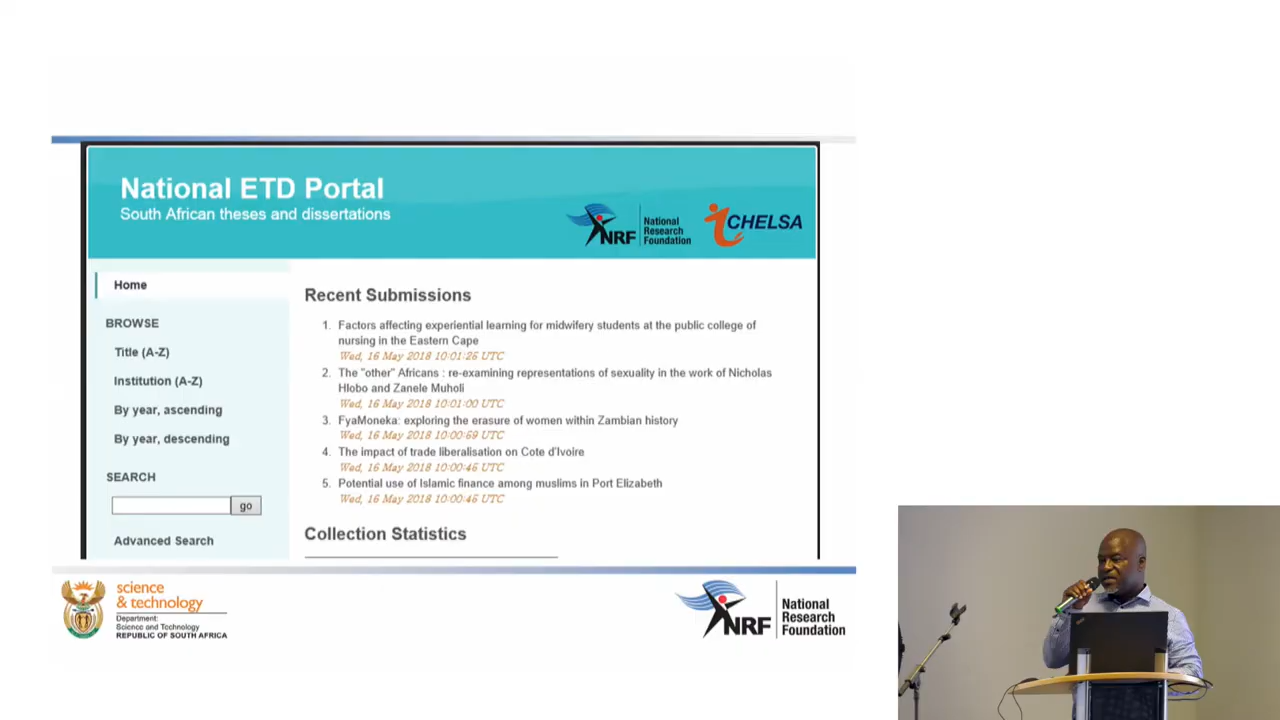 National ETD Portal
South African theses and dissertations
NRF
National
Research
Foundation
CHELSA
Home
BROWSE
Title (A-Z)
Institution (A-Z)
By year, ascending
By year, descending
SEARCH
go
Advanced Search
Recent Submissions
1. Factors affecting experiential learning for midwifery students at the public college of
nursing in the Eastern Cape
Wed, 16 May 2018 10:01:26 UTC
2. The "other" Africans : re-examining representations of sexuality in the work of Nicholas
Hlobo and Zanele Muholi
Wed, 16 May 2018 10:01:00 UTC
3. FyaMoneka: exploring the erasure of women within Zambian history
Wed, 16 May 2018 10:00:59 UTC
4. The impact of trade liberalisation on Cote d'Ivoire
Wed, 16 May 2018 10:00:46 UTC
5. Potential use of Islamic finance among muslims in Port Elizabeth
Wed, 16 May 2018 10:00:46 UTC
Collection Statistics
science
& technology
Department:
Science and Technology
REPUBLIC OF SOUTH AFRICA
NRF
National
Research
Foundation